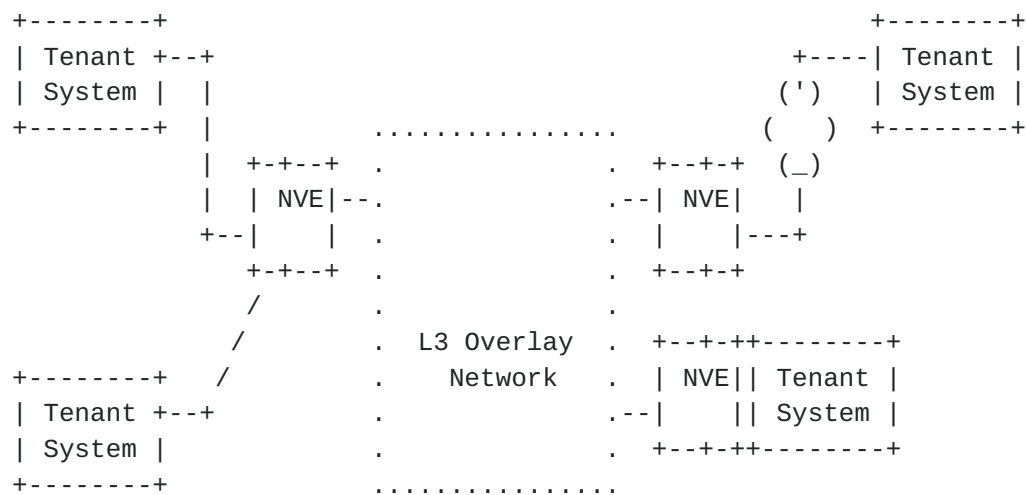 Tenant Tenant
System System
NVE NVE
L3 Overlay
Network NVE Tenant
Tenant System
System